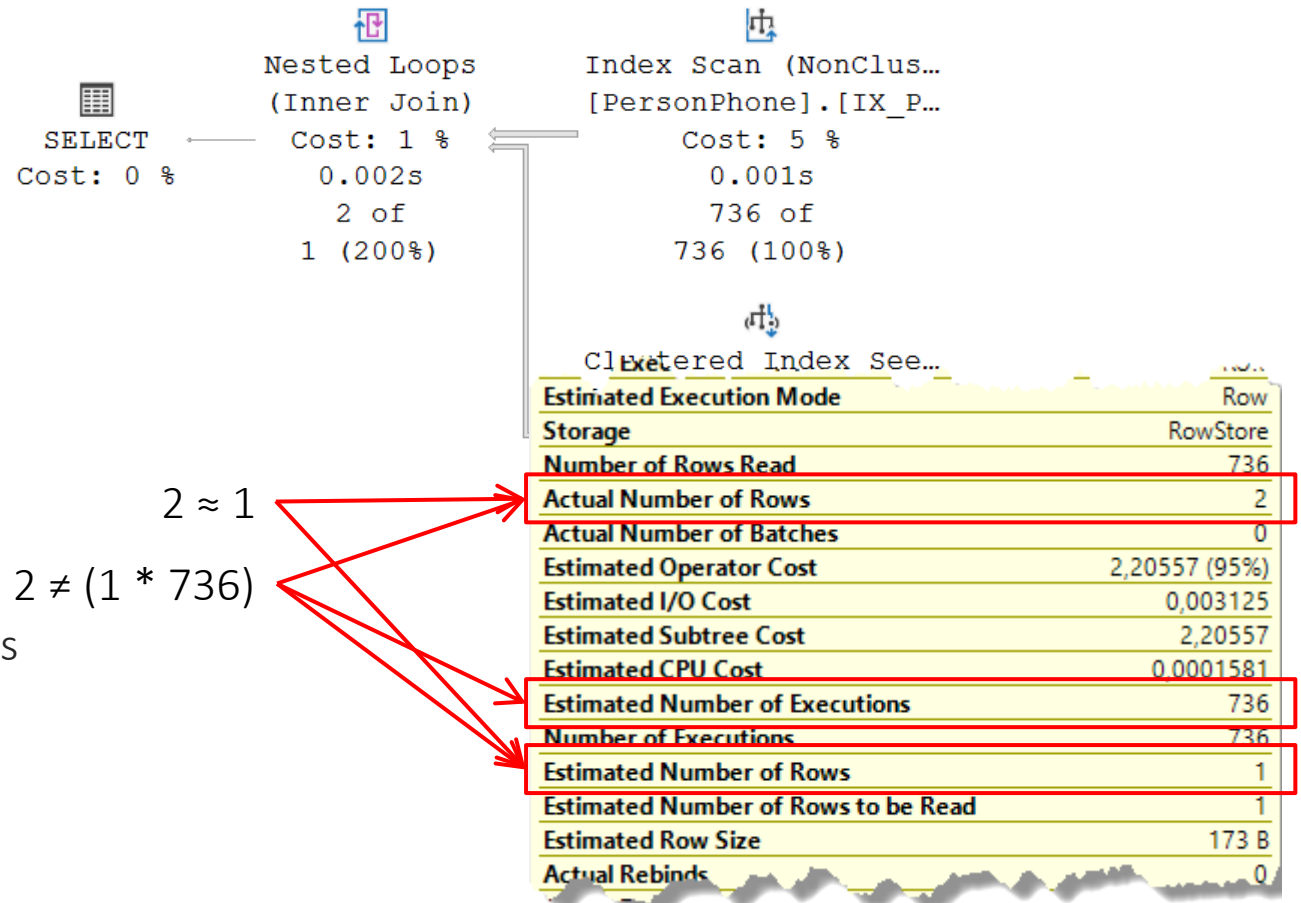 Nested Loops
(Inner Join)
Cost: 1 %
0.002s
2 of
1 (200%)
Index Scan (NonClus…
[PersonPhone].[IX_P…
Cost: 5 %
0.001s
736 of
736 (100%)
SELECT
Cost: 0 %
Clustered Index See…
Estimated Execution Mode Row
Storage RowStore
Number of Rows Read 736
Actual Number of Rows 2
Actual Number of Batches 0
Estimated Operator Cost 2,20557 (95%)
Estimated I/O Cost 0,003125
Estimated Subtree Cost 2,20557
Estimated CPU Cost 0,0001581
Estimated Number of Executions 736
Number of Executions 736
Estimated Number of Rows 1
Estimated Number of Rows to be Read 1
Estimated Row Size 173 B
Actual Rebinds 0
2 ≈ 1
2 ≠ (1 * 736)
s